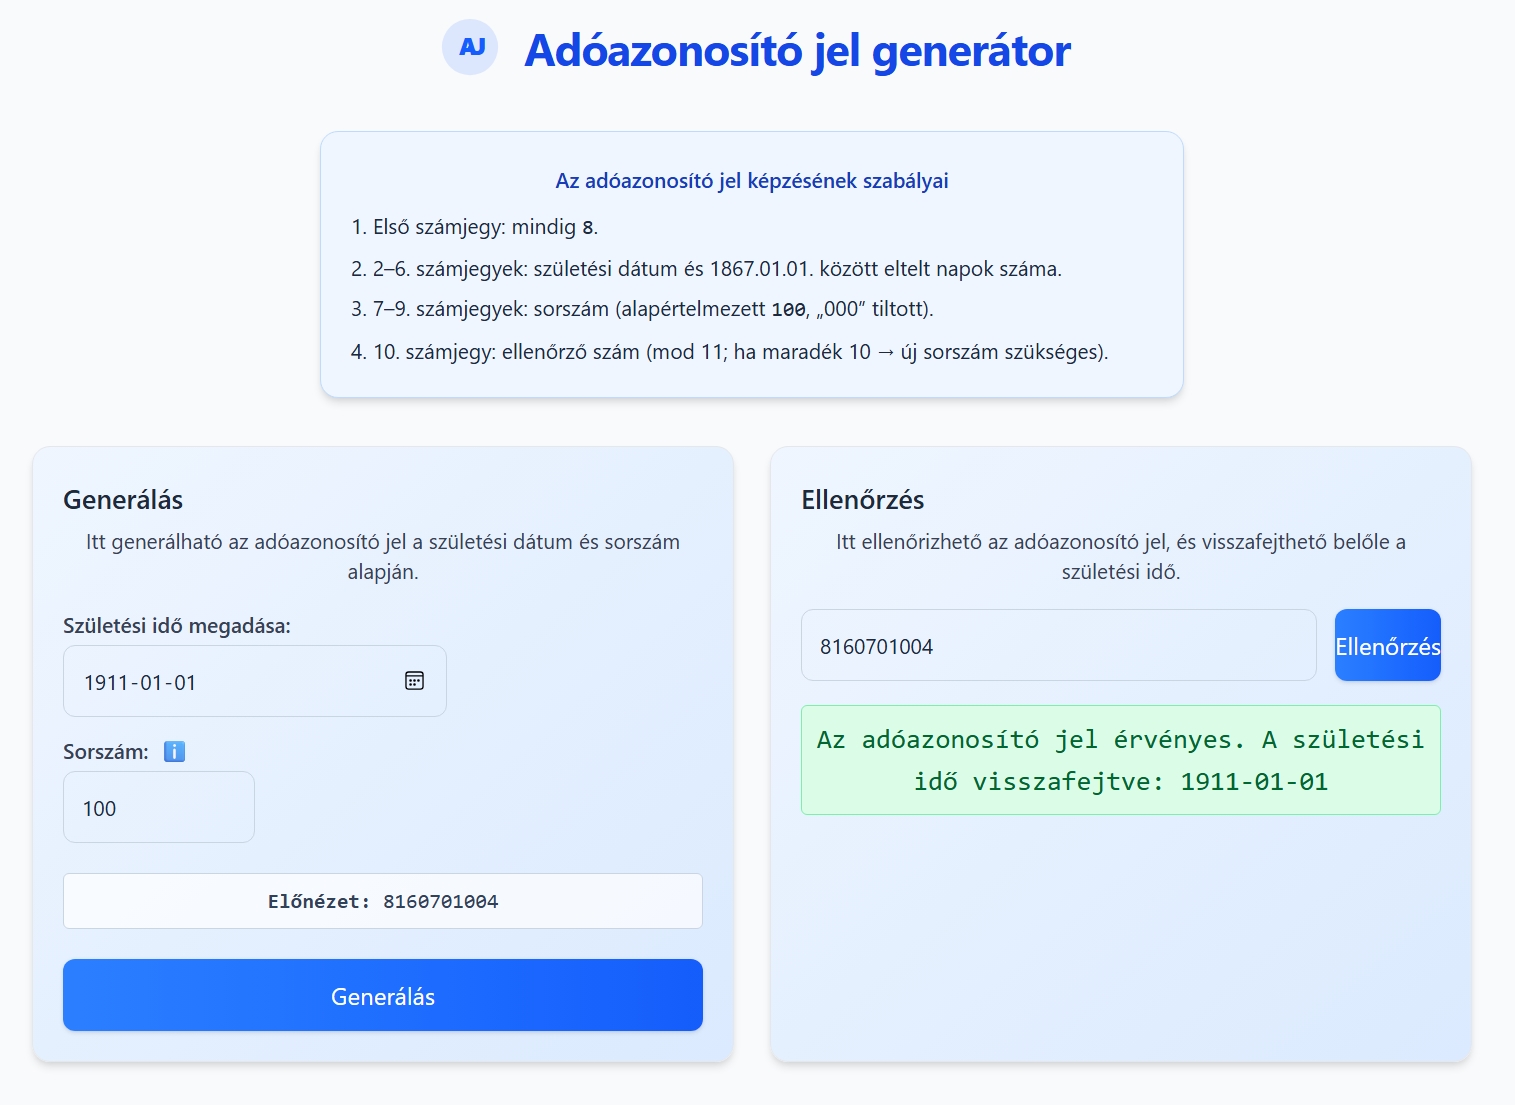 AJ
Adóazonosító jel generátor
Az adóazonosító jel képzésének szabályai
1. Első számjegy: mindig 8.
2. 2–6. számjegyek: születési dátum és 1867.01.01. között eltelt napok száma.
3. 7–9. számjegyek: sorszám (alapértelmezett 100, „000” tiltott).
4. 10. számjegy: ellenőrző szám (mod 11; ha maradék 10 → új sorszám szükséges).
Generálás
Itt generálható az adóazonosító jel a születési dátum és sorszám
alapján.
Születési idő megadása:
1911-01-01
Sorszám: ℹ️
100
Előnézet: 8160701004
Generálás
Ellenőrzés
Itt ellenőrizhető az adóazonosító jel, és visszafejthető belőle a
születési idő.
8160701004
Ellenőrzés
Az adóazonosító jel érvényes. A születési
idő visszafejtve: 1911-01-01